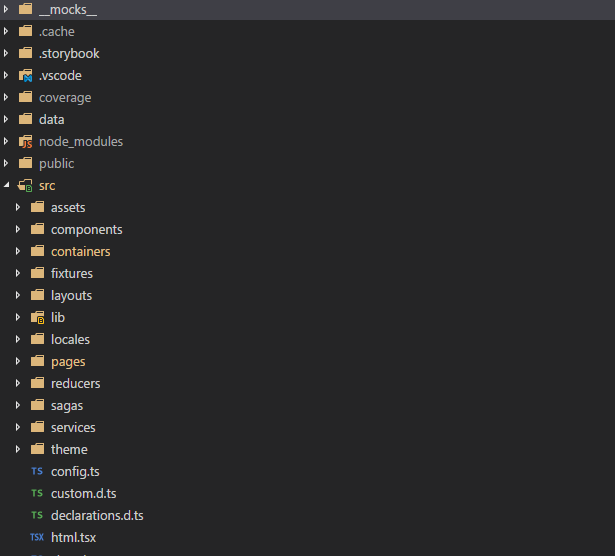 __mocks__
.cache
.storybook
.vscode
coverage
data
node_modules
public
src
assets
components
containers
fixtures
layouts
lib
locales
pages
reducers
sagas
services
theme
TS config.ts
TS custom.d.ts
TS declarations.d.ts
TSX html.tsx